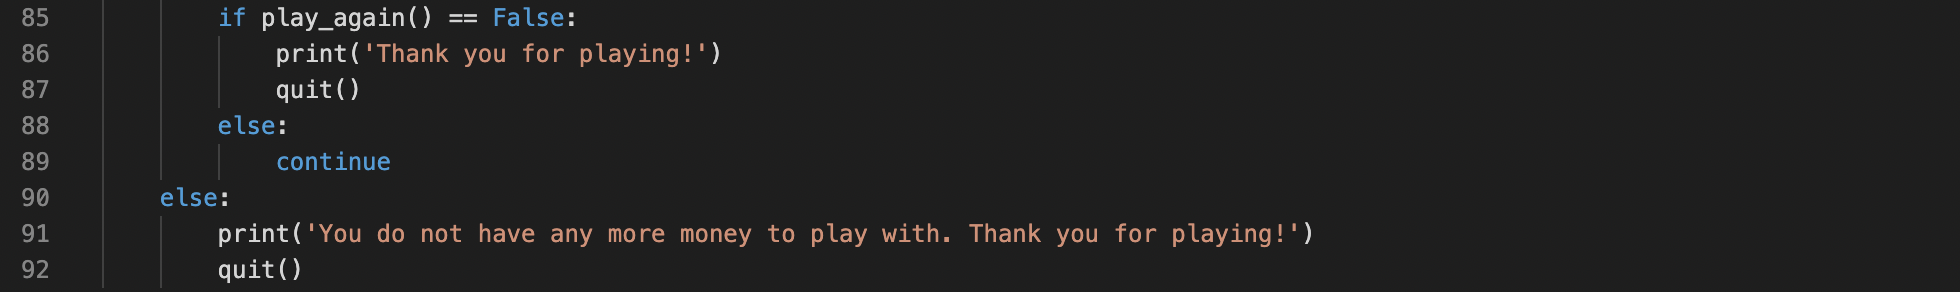 85 if play_again() == False:
86 print('Thank you for playing!')
87 quit()
88 else:
89 continue
90 else:
91 print('You do not have any more money to play with. Thank you for playing!')
92 quit()